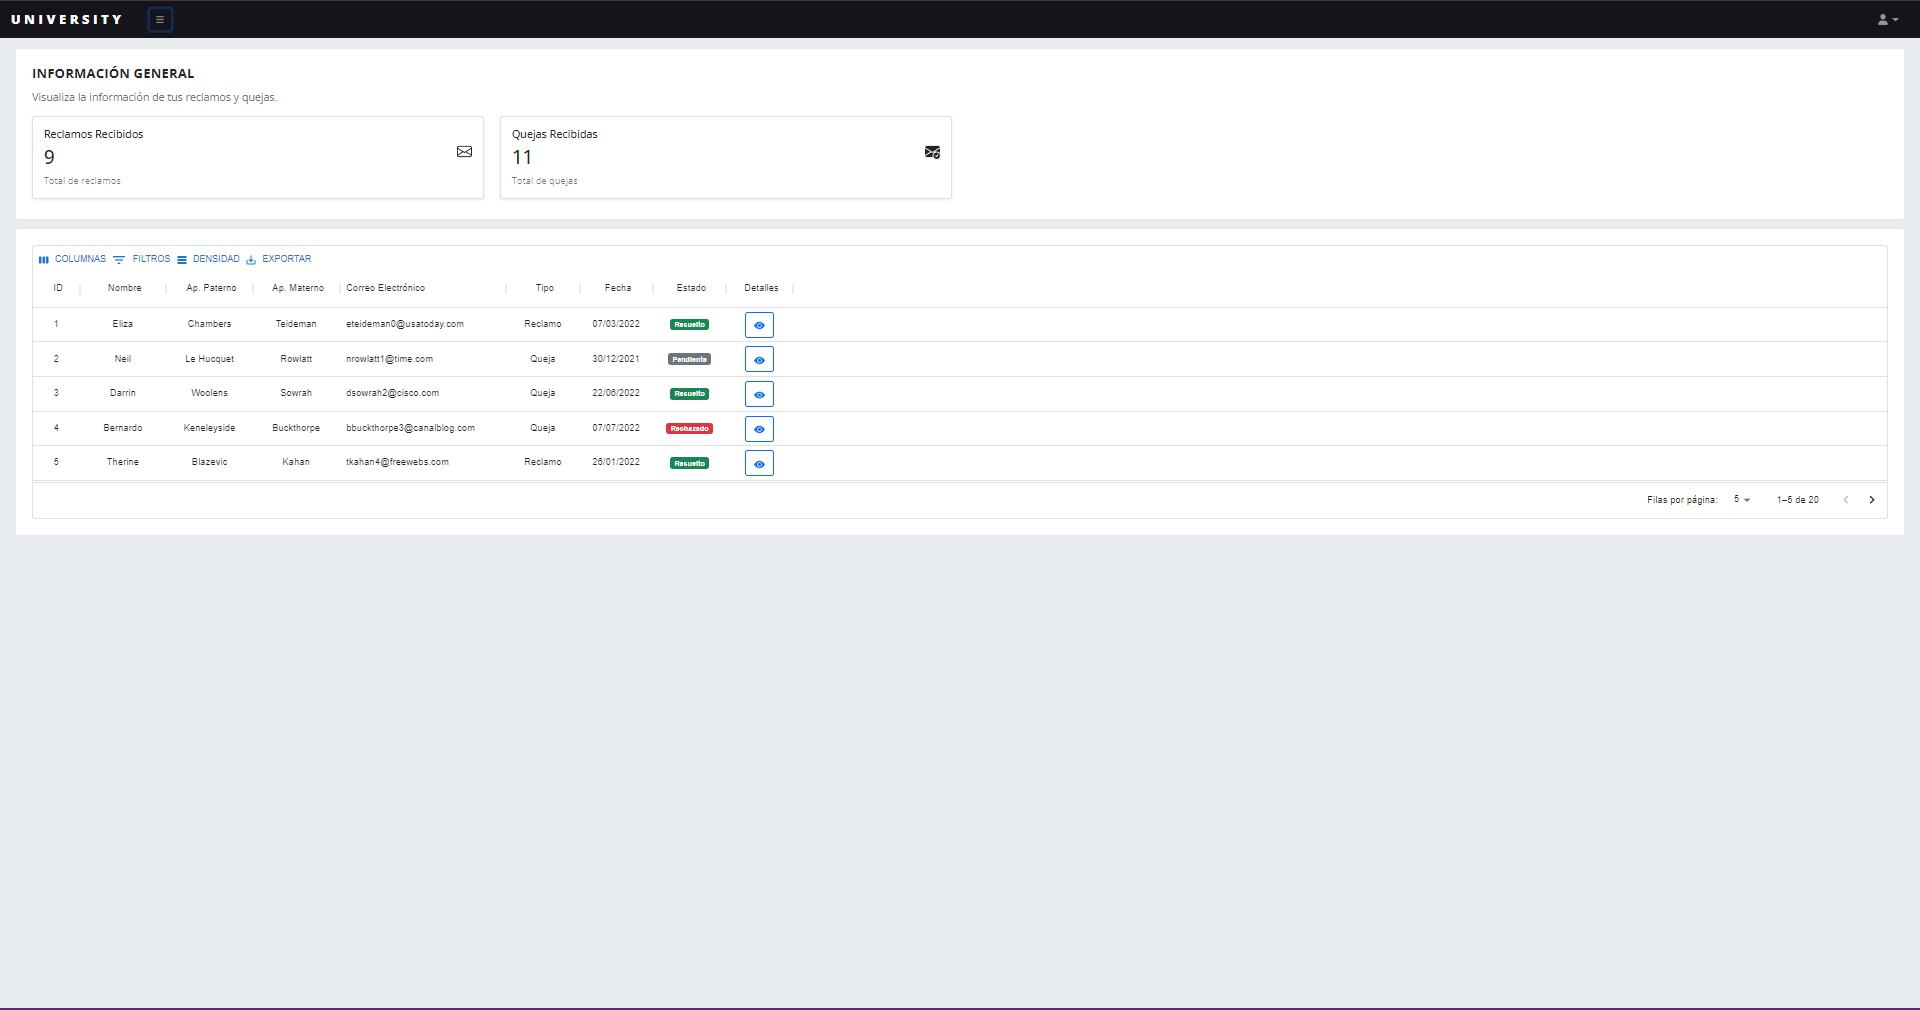 UNIVERSITY
INFORMACIÓN GENERAL
Visualiza la información de tus reclamos y quejas.
Reclamos Recibidos
9
Total de reclamos
Quejas Recibidas
11
Total de quejas
COLUMNAS FILTROS DENSIDAD EXPORTAR
ID Nombre Ap. Paterno Ap. Materno Correo Electrónico Tipo Fecha Estado Detalles
1 Eliza Chambers Teideman eteideman0@usatoday.com Reclamo 07/03/2022 Resuelto
2 Neil Le Hucquet Rowlatt nrowlatt1@time.com Queja 30/12/2021 Pendiente
3 Darrin Woolens Sowrah dsowrah2@cisco.com Queja 22/06/2022 Resuelto
4 Bernardo Keneleyside Buckthorpe bbuckthorpe3@canalblog.com Queja 07/07/2022 Rechazado
5 Therine Blazevic Kahan tkahan4@freewebs.com Reclamo 26/01/2022 Resuelto
Filas por página: 5 1–5 de 20